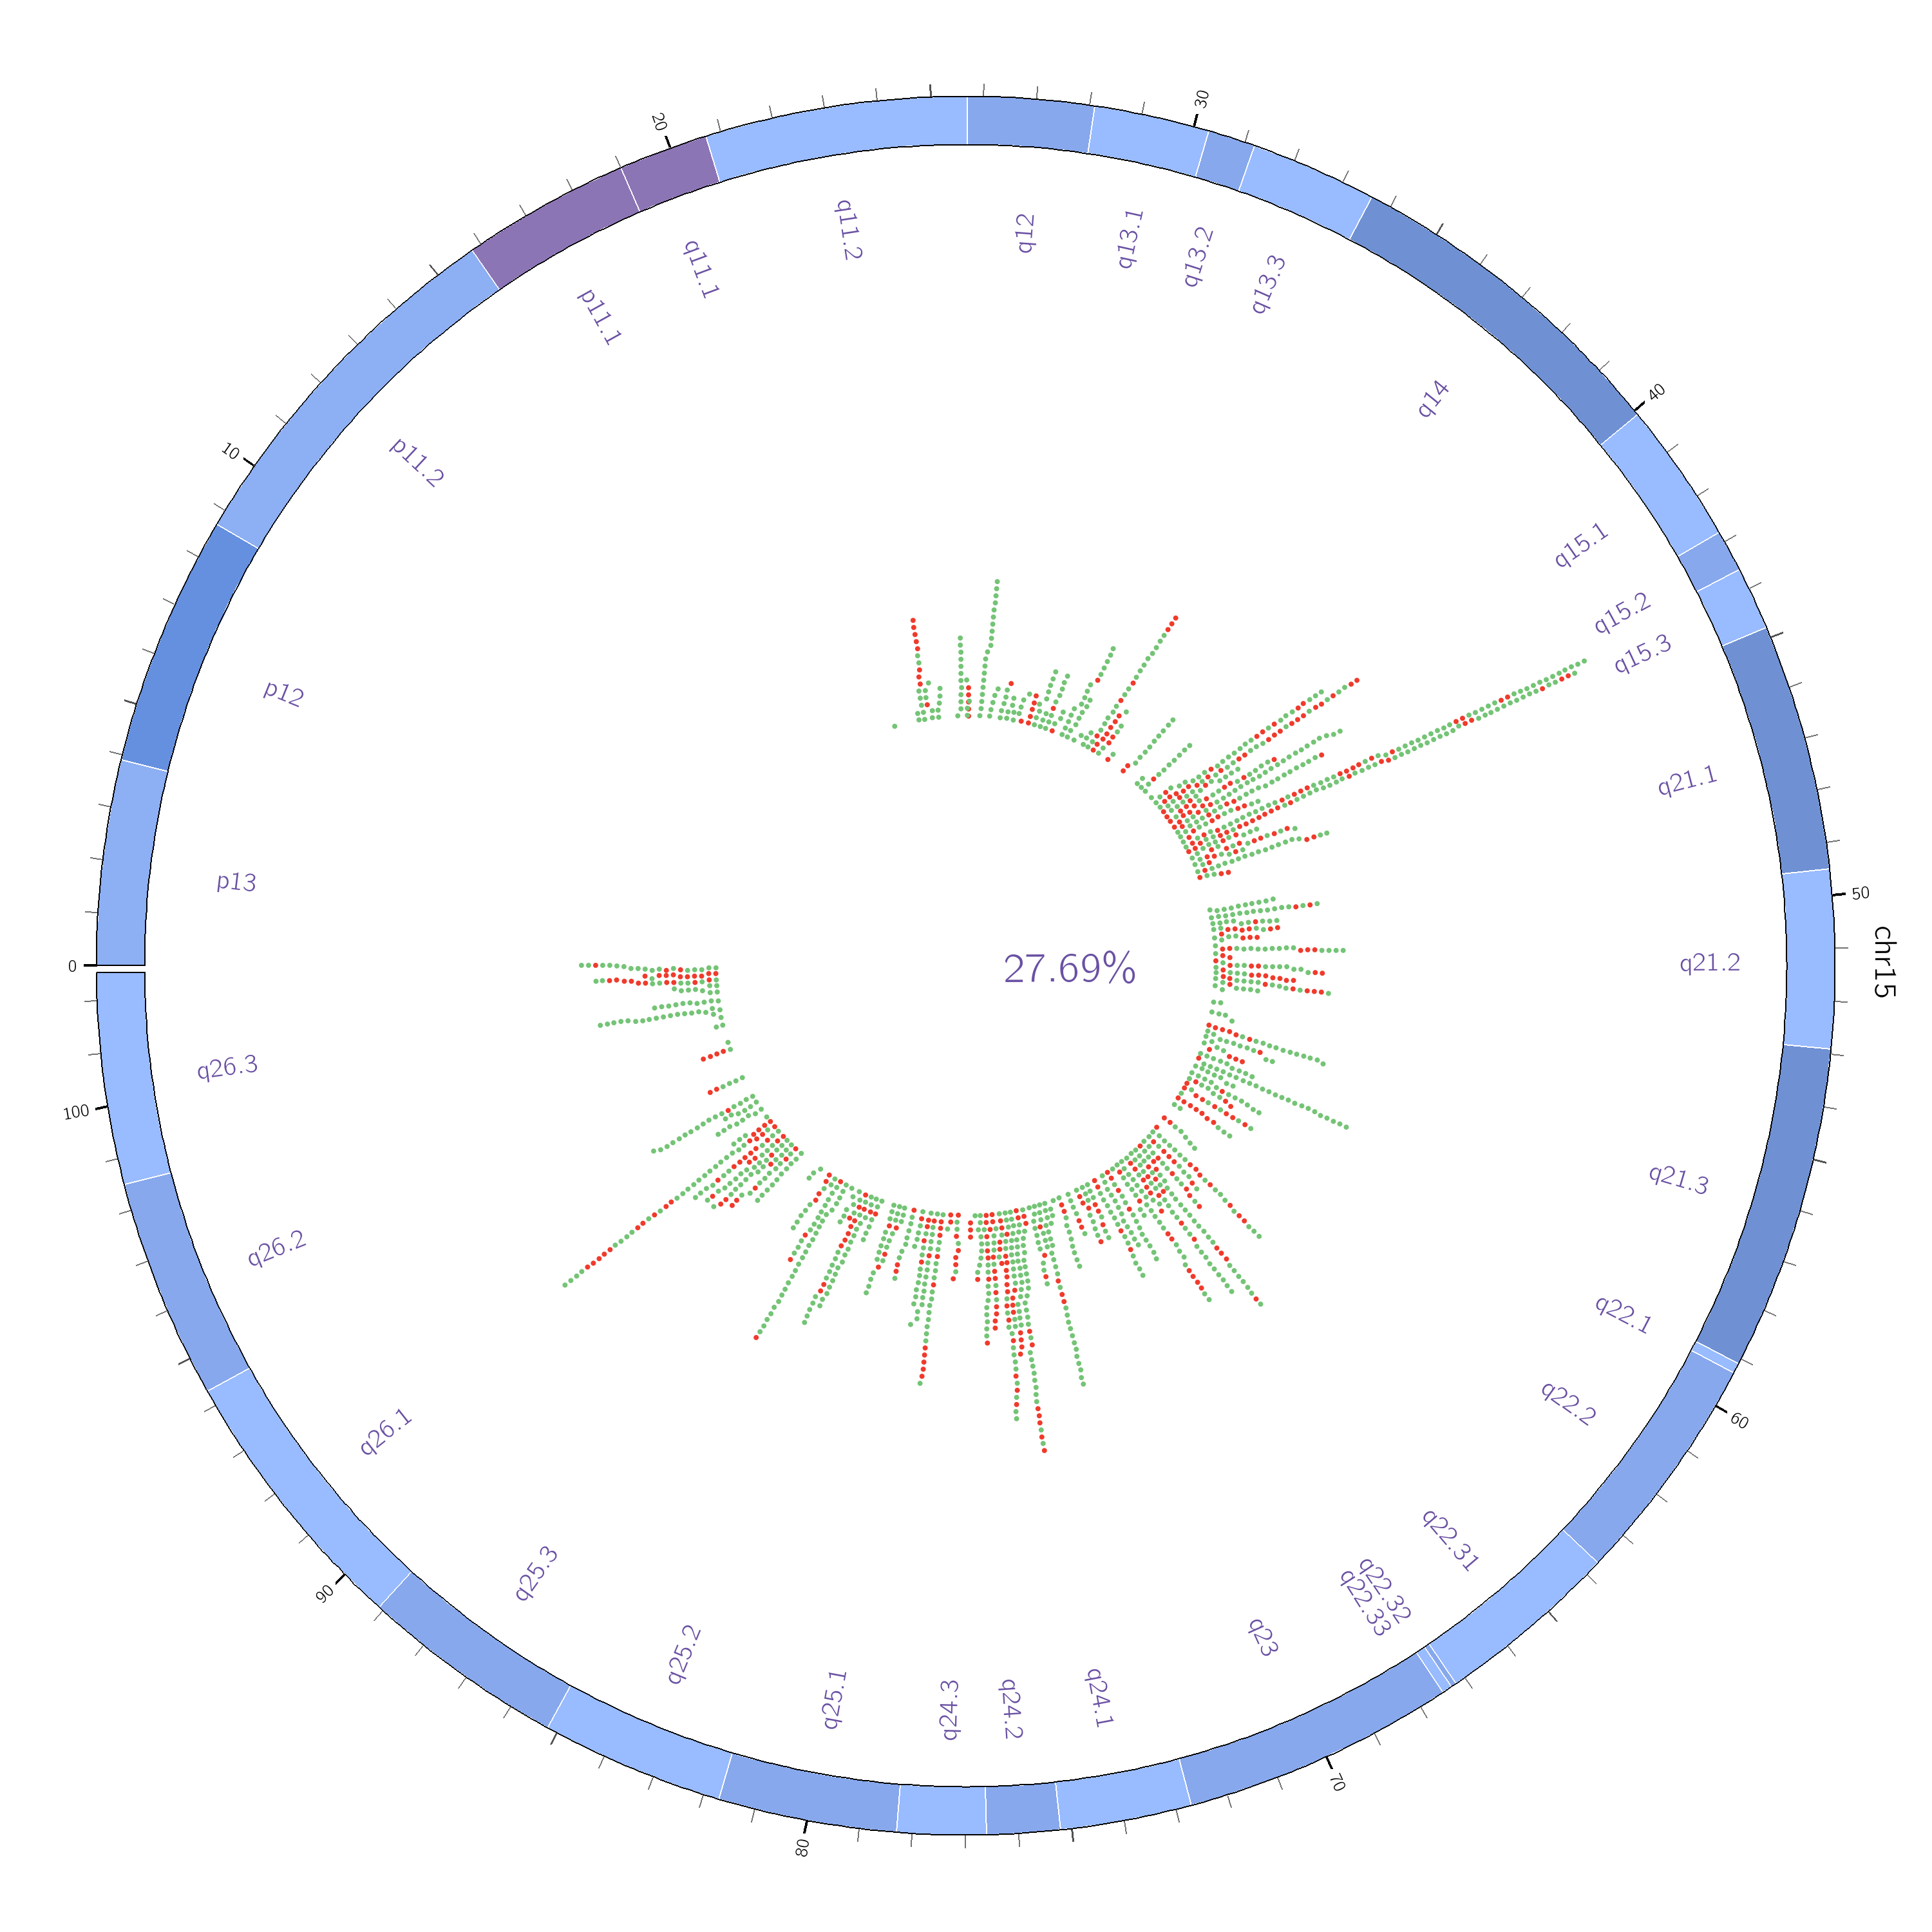 0
10
20
30
40
50
60
70
80
90
100
chr15
p13
p12
p11.2
p11.1
q11.1
q11.2
q12
q13.1
q13.2
q13.3
q14
q15.1
q15.2
q15.3
q21.1
q21.2
q21.3
q22.1
q22.2
q22.31
q22.32
q22.33
q23
q24.1
q24.2
q24.3
q25.1
q25.2
q25.3
q26.1
q26.2
q26.3
27.69%